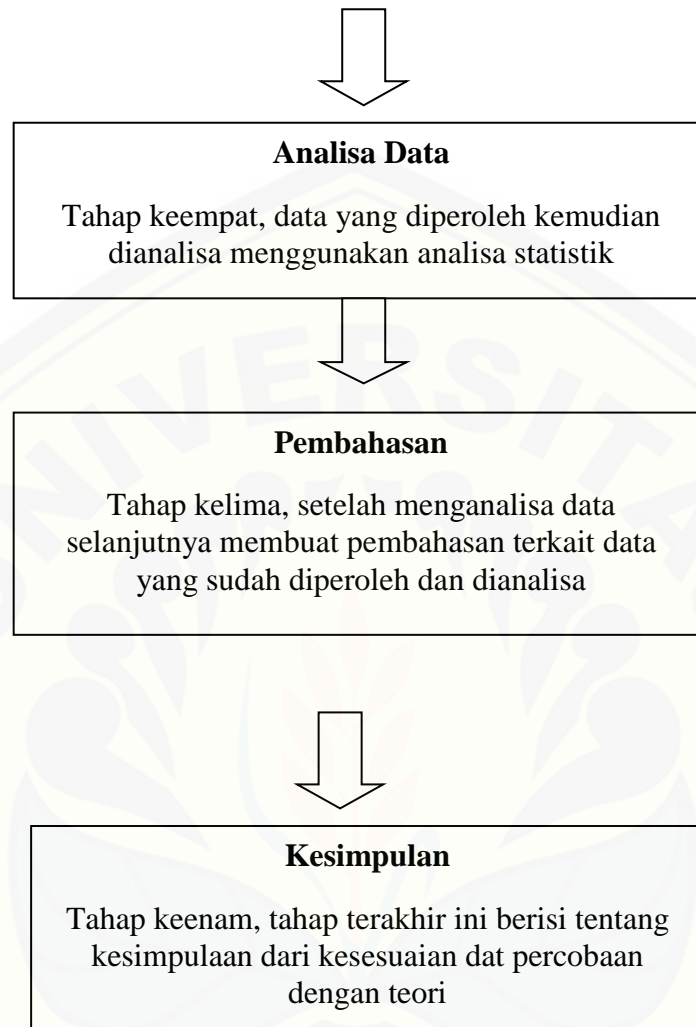 Analisa Data
Tahap keempat, data yang diperoleh kemudian
dianalisa menggunakan analisa statistik
Pembahasan
Tahap kelima, setelah menganalisa data
selanjutnya membuat pembahasan terkait data
yang sudah diperoleh dan dianalisa
Kesimpulan
Tahap keenam, tahap terakhir ini berisi tentang
kesimpulaan dari kesesuaian dat percobaan
dengan teori